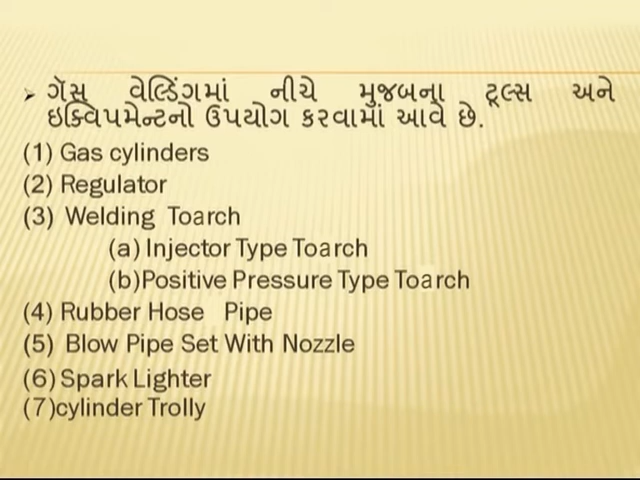 ➢ ગૅસ વેલ્ડિંગમાં નીચે મુજબના ટૂલ્સ અને
ઇક્વિપમેન્ટનો ઉપયોગ કરવામાં આવે છે.
(1) Gas cylinders
(2) Regulator
(3) Welding Toarch
(a) Injector Type Toarch
(b)Positive Pressure Type Toarch
(4) Rubber Hose Pipe
(5) Blow Pipe Set With Nozzle
(6) Spark Lighter
(7)cylinder Trolly